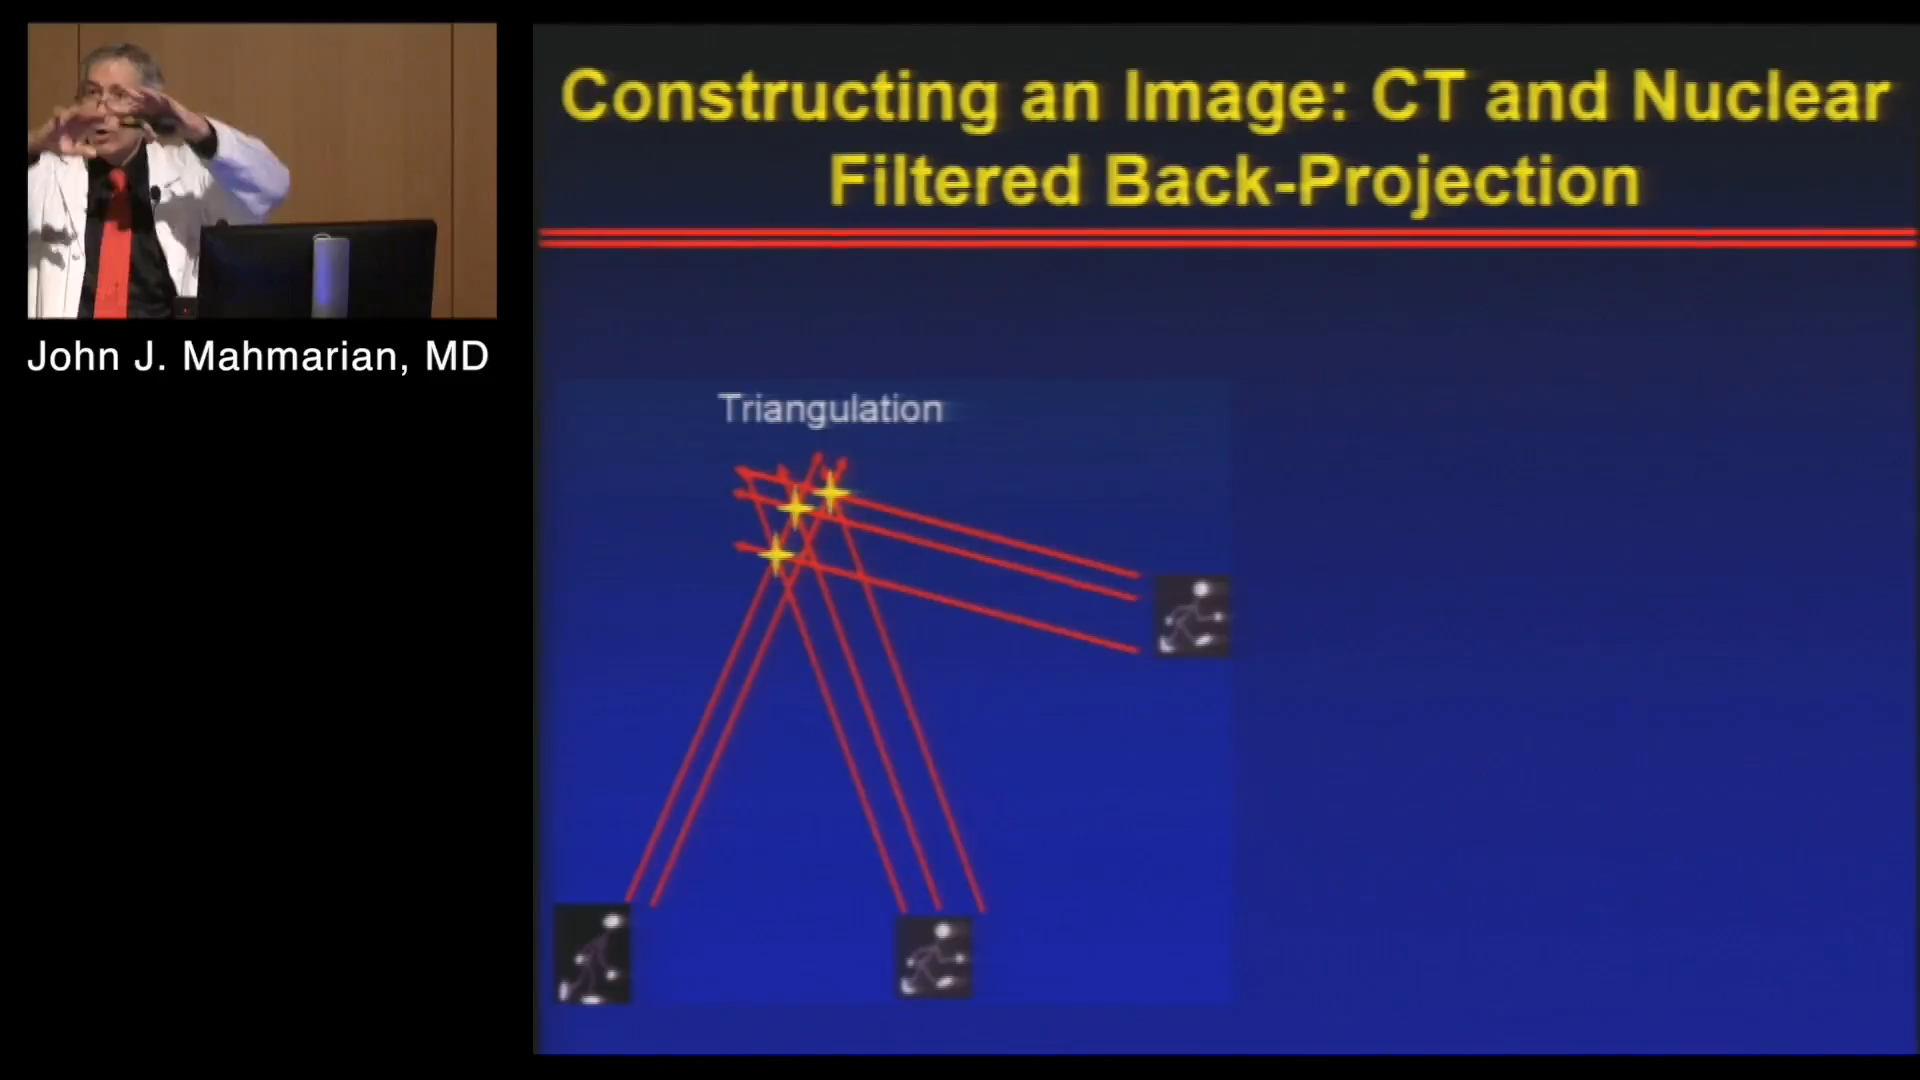 Constructing an Image: CT and Nuclear
Filtered Back-Projection
John J. Mahmarian, MD
Triangulation